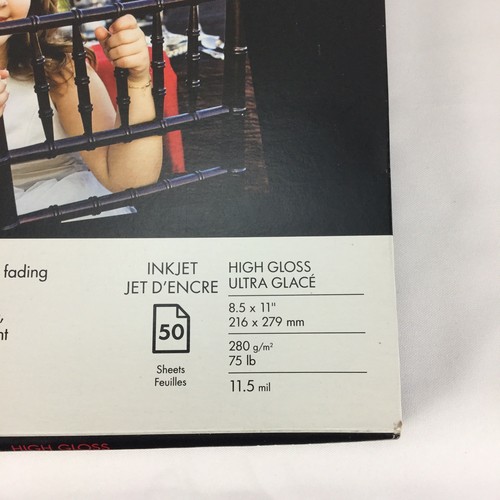 fading
nt
INKJET
JET D'ENCRE
50
Sheets
Feuilles
HIGH GLOSS
ULTRA GLACÉ
8.5 x 11"
216 x 279 mm
280 g/m²
75 lb
11.5 mil
HIGH GLOSS